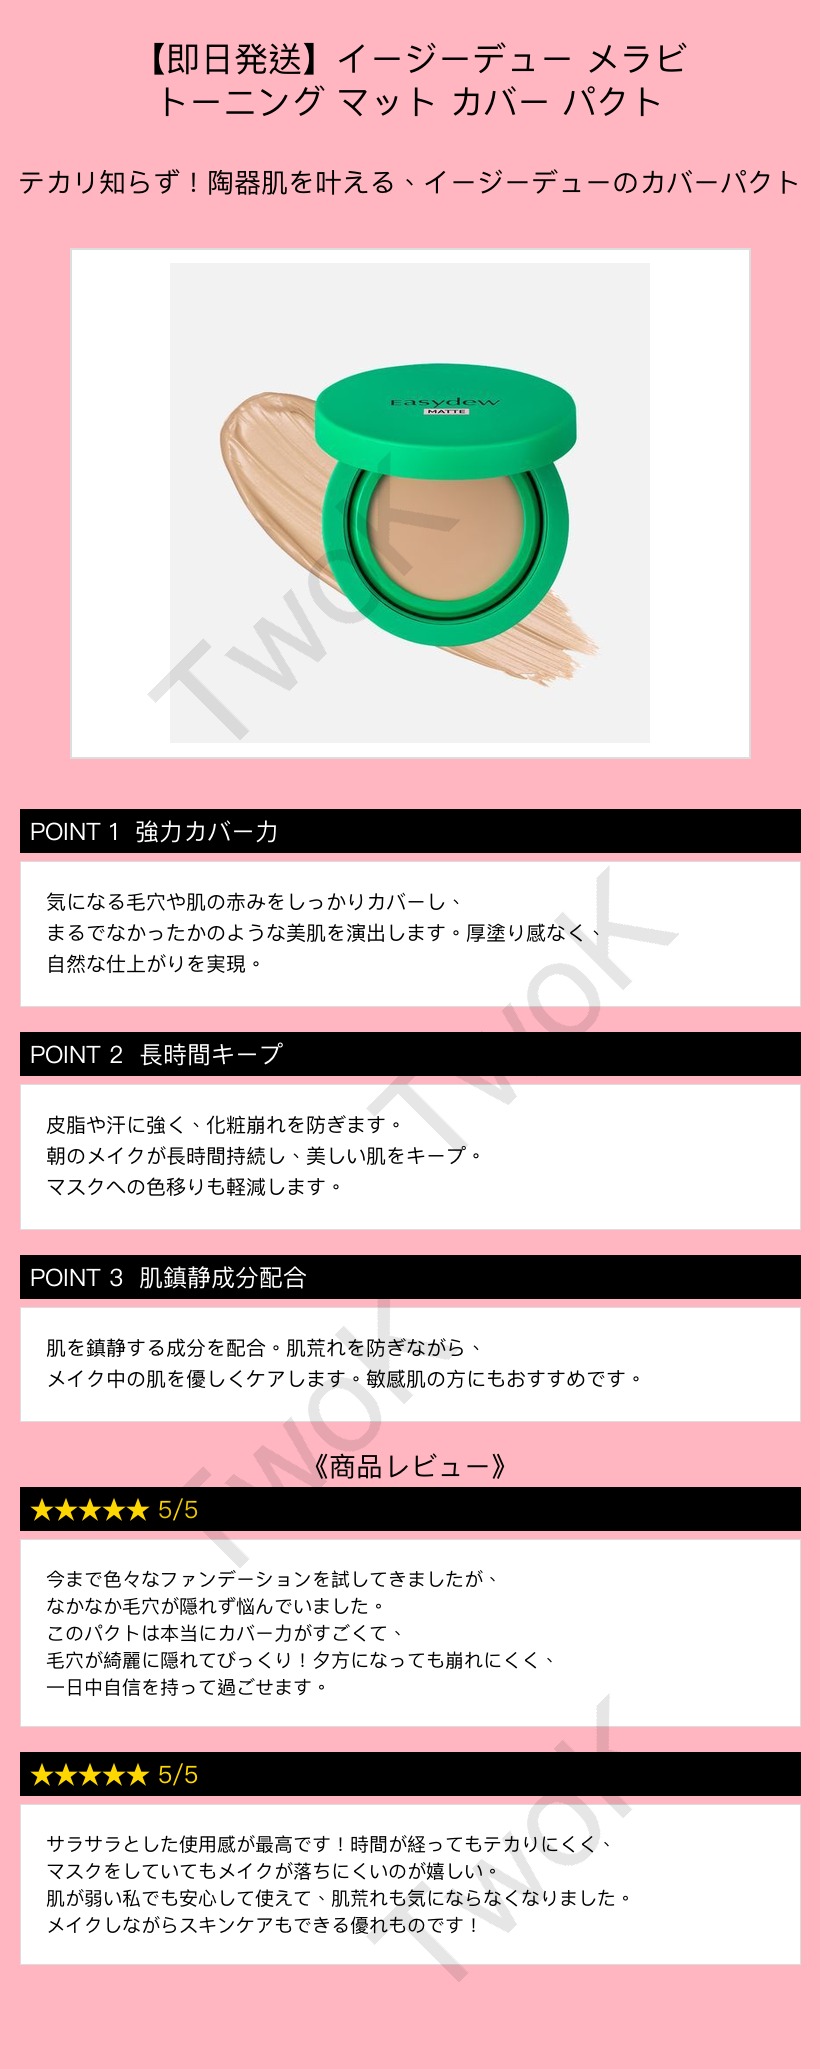 【即日発送】イージーデュー メラビ
トーニング マット カバー パクト
テカリ知らず！陶器肌を叶える、イージーデューのカバーパクト
Easydew
MATTE
TwoK
POINT 1 強力カバー力
気になる毛穴や肌の赤みをしっかりカバーし、
まるでなかったかのような美肌を演出します。厚塗り感なく、
自然な仕上がりを実現。
TwoK
POINT 2 長時間キープ
皮脂や汗に強く、化粧崩れを防ぎます。
朝のメイクが長時間持続し、美しい肌をキープ。
マスクへの色移りも軽減します。
POINT 3 肌鎮静成分配合
肌を鎮静する成分を配合。肌荒れを防ぎながら、
メイク中の肌を優しくケアします。敏感肌の方にもおすすめです。
TwoK
《商品レビュー》
★★★★★ 5/5
今まで色々なファンデーションを試してきましたが、
なかなか毛穴が隠れず悩んでいました。
このパクトは本当にカバー力がすごくて、
毛穴が綺麗に隠れてびっくり！夕方になっても崩れにくく、
一日中自信を持って過ごせます。
★★★★★ 5/5
サラサラとした使用感が最高です！時間が経ってもテカりにくく、
マスクをしていてもメイクが落ちにくいのが嬉しい。
肌が弱い私でも安心して使えて、肌荒れも気にならなくなりました。
メイクしながらスキンケアもできる優れものです！
TwoK